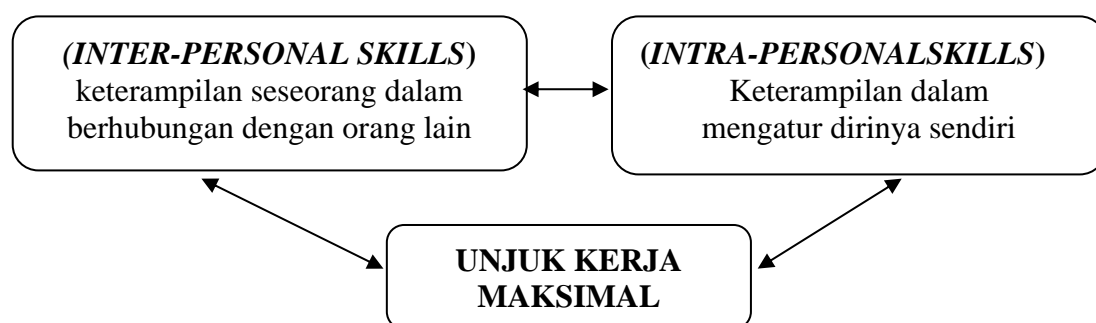 (INTER-PERSONAL SKILLS)
keterampilan seseorang dalam
berhubungan dengan orang lain
(INTRA-PERSONALSKILLS)
Keterampilan dalam
mengatur dirinya sendiri
UNJUK KERJA
MAKSIMAL